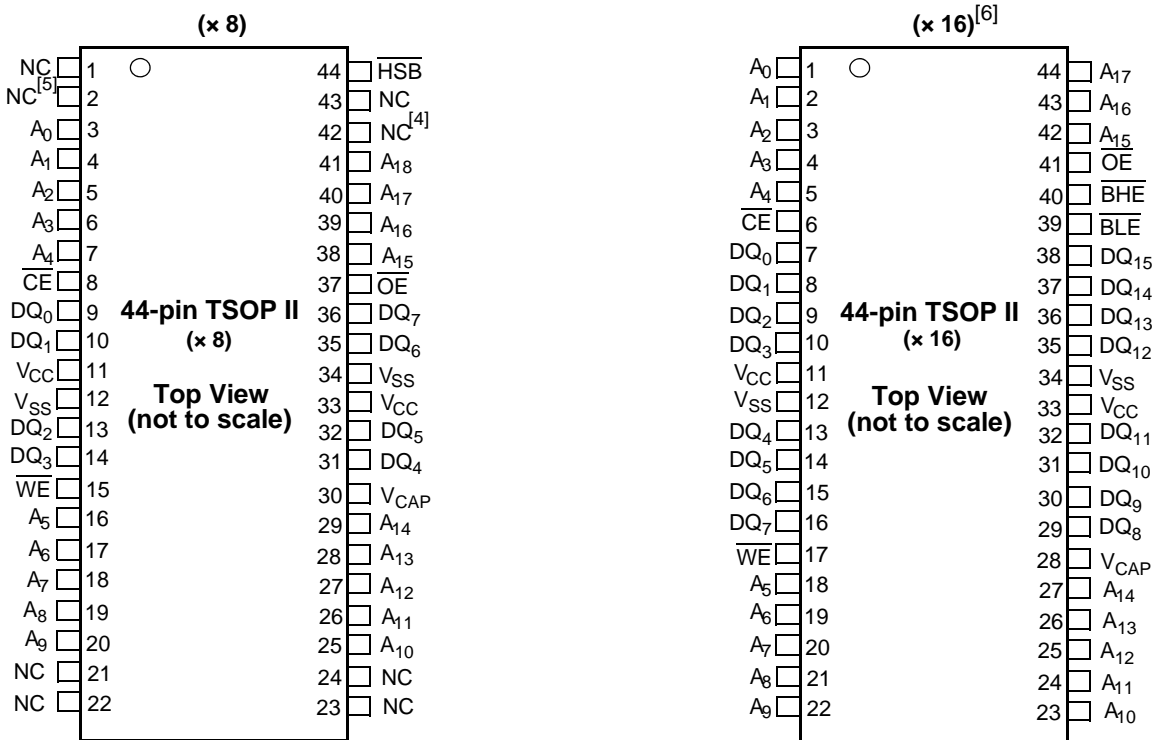 (× 8)
NC 1
NC[5] 2
A0 3
A1 4
A2 5
A3 6
A4 7
C̅E̅ 8
DQ0 9
DQ1 10
VCC 11
VSS 12
DQ2 13
DQ3 14
W̅E̅ 15
A5 16
A6 17
A7 18
A8 19
A9 20
NC 21
NC 22
44-pin TSOP II
(× 8)
Top View
(not to scale)
44 H̅S̅B̅
43 NC
42 NC[4]
41 A18
40 A17
39 A16
38 A15
37 O̅E̅
36 DQ7
35 DQ6
34 VSS
33 VCC
32 DQ5
31 DQ4
30 VCAP
29 A14
28 A13
27 A12
26 A11
25 A10
24 NC
23 NC
(× 16)[6]
A0 1
A1 2
A2 3
A3 4
A4 5
C̅E̅ 6
DQ0 7
DQ1 8
DQ2 9
DQ3 10
VCC 11
VSS 12
DQ4 13
DQ5 14
DQ6 15
DQ7 16
W̅E̅ 17
A5 18
A6 19
A7 20
A8 21
A9 22
44-pin TSOP II
(× 16)
Top View
(not to scale)
44 A17
43 A16
42 A15
41 O̅E̅
40 B̅H̅E̅
39 B̅L̅E̅
38 DQ15
37 DQ14
36 DQ13
35 DQ12
34 VSS
33 VCC
32 DQ11
31 DQ10
30 DQ9
29 DQ8
28 VCAP
27 A14
26 A13
25 A12
24 A11
23 A10